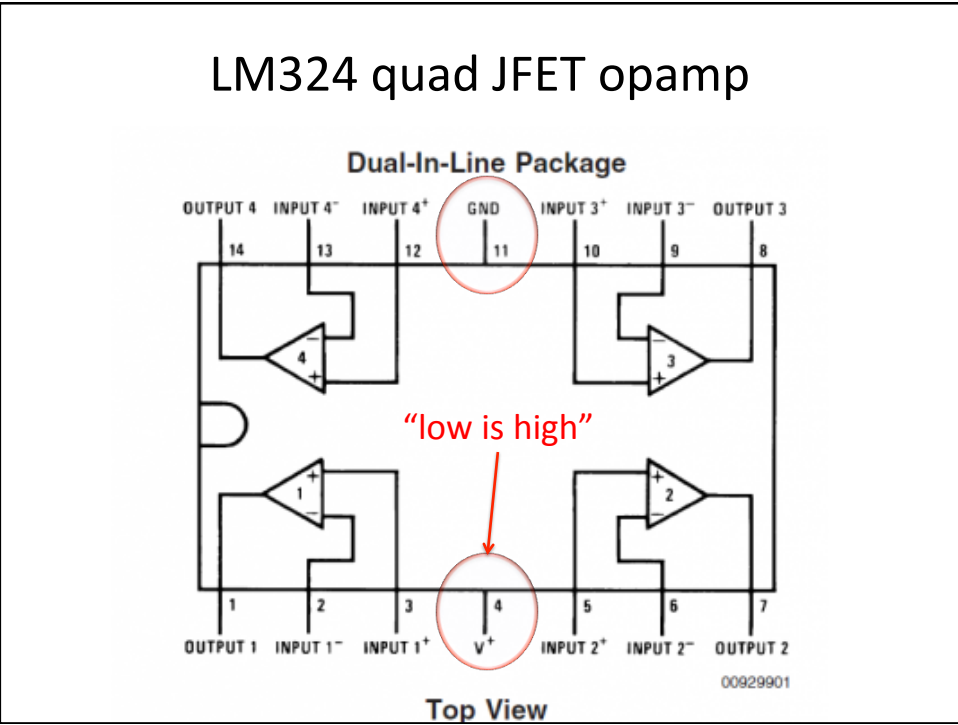 LM324 quad JFET opamp
Dual-In-Line Package
OUTPUT 4 INPUT 4⁻ INPUT 4⁺ GND INPUT 3⁺ INPUT 3⁻ OUTPUT 3
14 13 12 11 10 9 8
− −
4 3
+ +
“low is high”
+ +
1 2
− −
1 2 3 4 5 6 7
OUTPUT 1 INPUT 1⁻ INPUT 1⁺ V⁺ INPUT 2⁺ INPUT 2⁻ OUTPUT 2
00929901
Top View